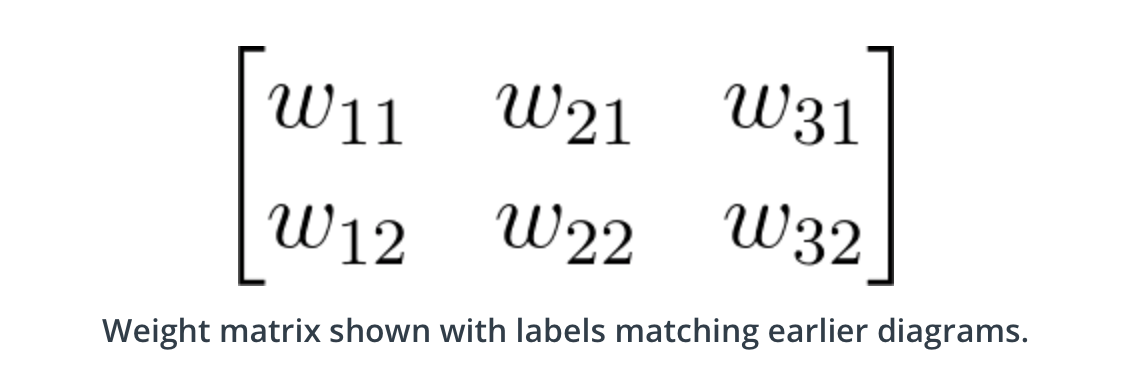 w11 w21 w31
w12 w22 w32
Weight matrix shown with labels matching earlier diagrams.